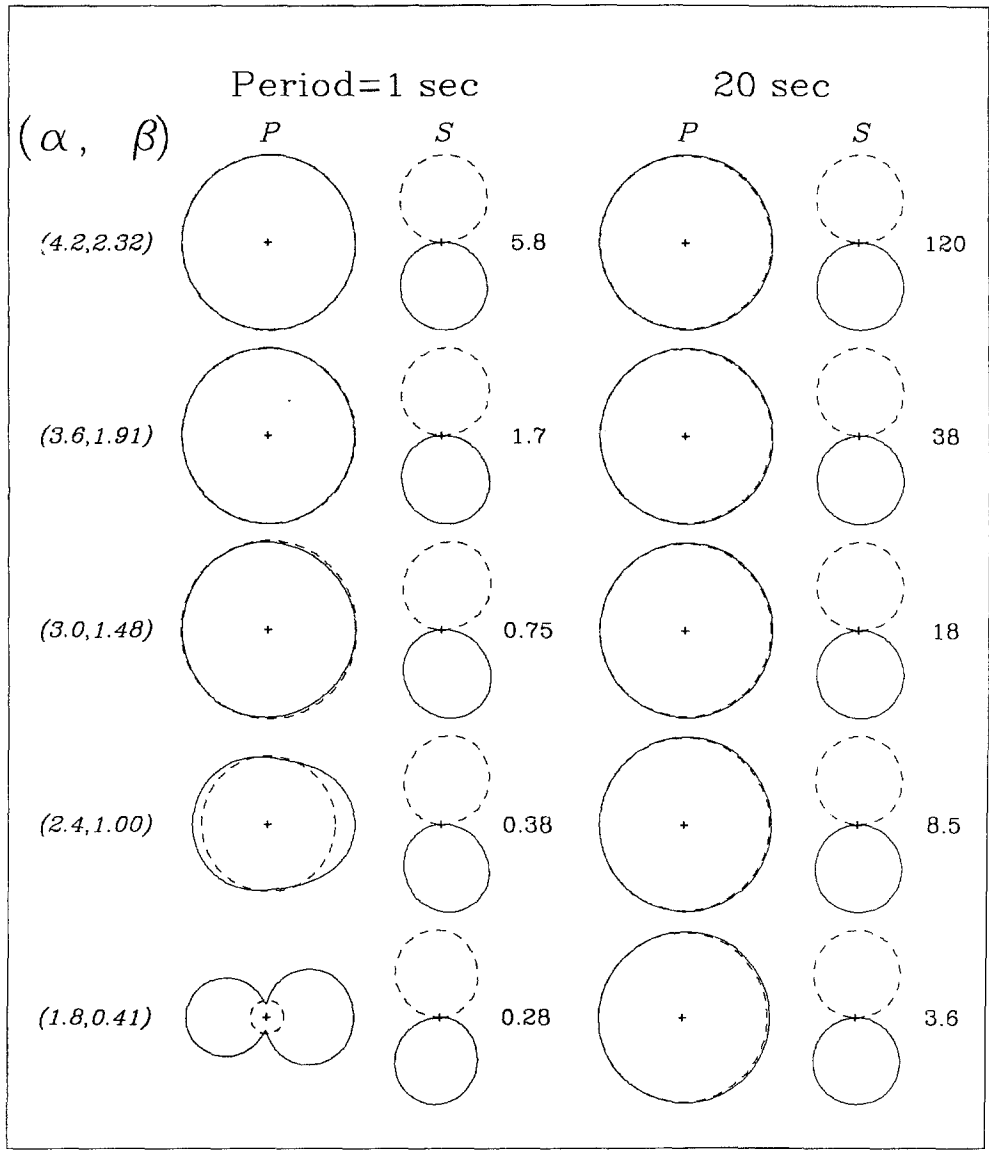 Period=1 sec 20 sec
(α, β) P S P S
(4.2,2.32) 5.8 120
(3.6,1.91) 1.7 38
(3.0,1.48) 0.75 18
(2.4,1.00) 0.38 8.5
(1.8,0.41) 0.28 3.6